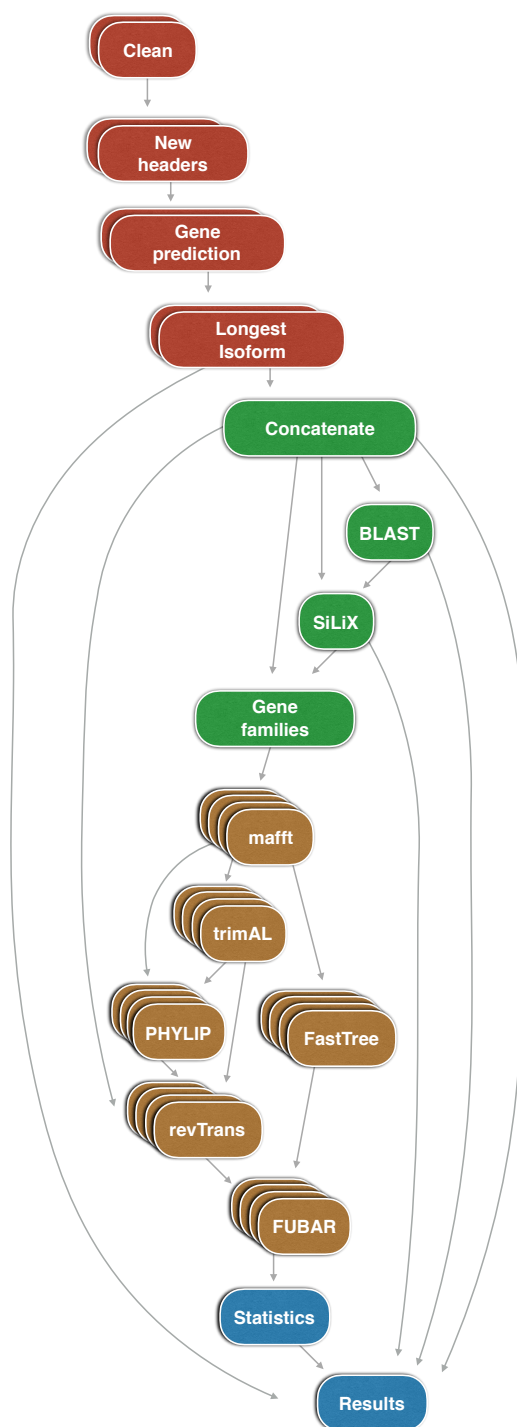 Clean
New
headers
Gene
prediction
Longest
Isoform
Concatenate
BLAST
SiLiX
Gene
families
mafft
trimAL
PHYLIP
FastTree
revTrans
FUBAR
Statistics
Results